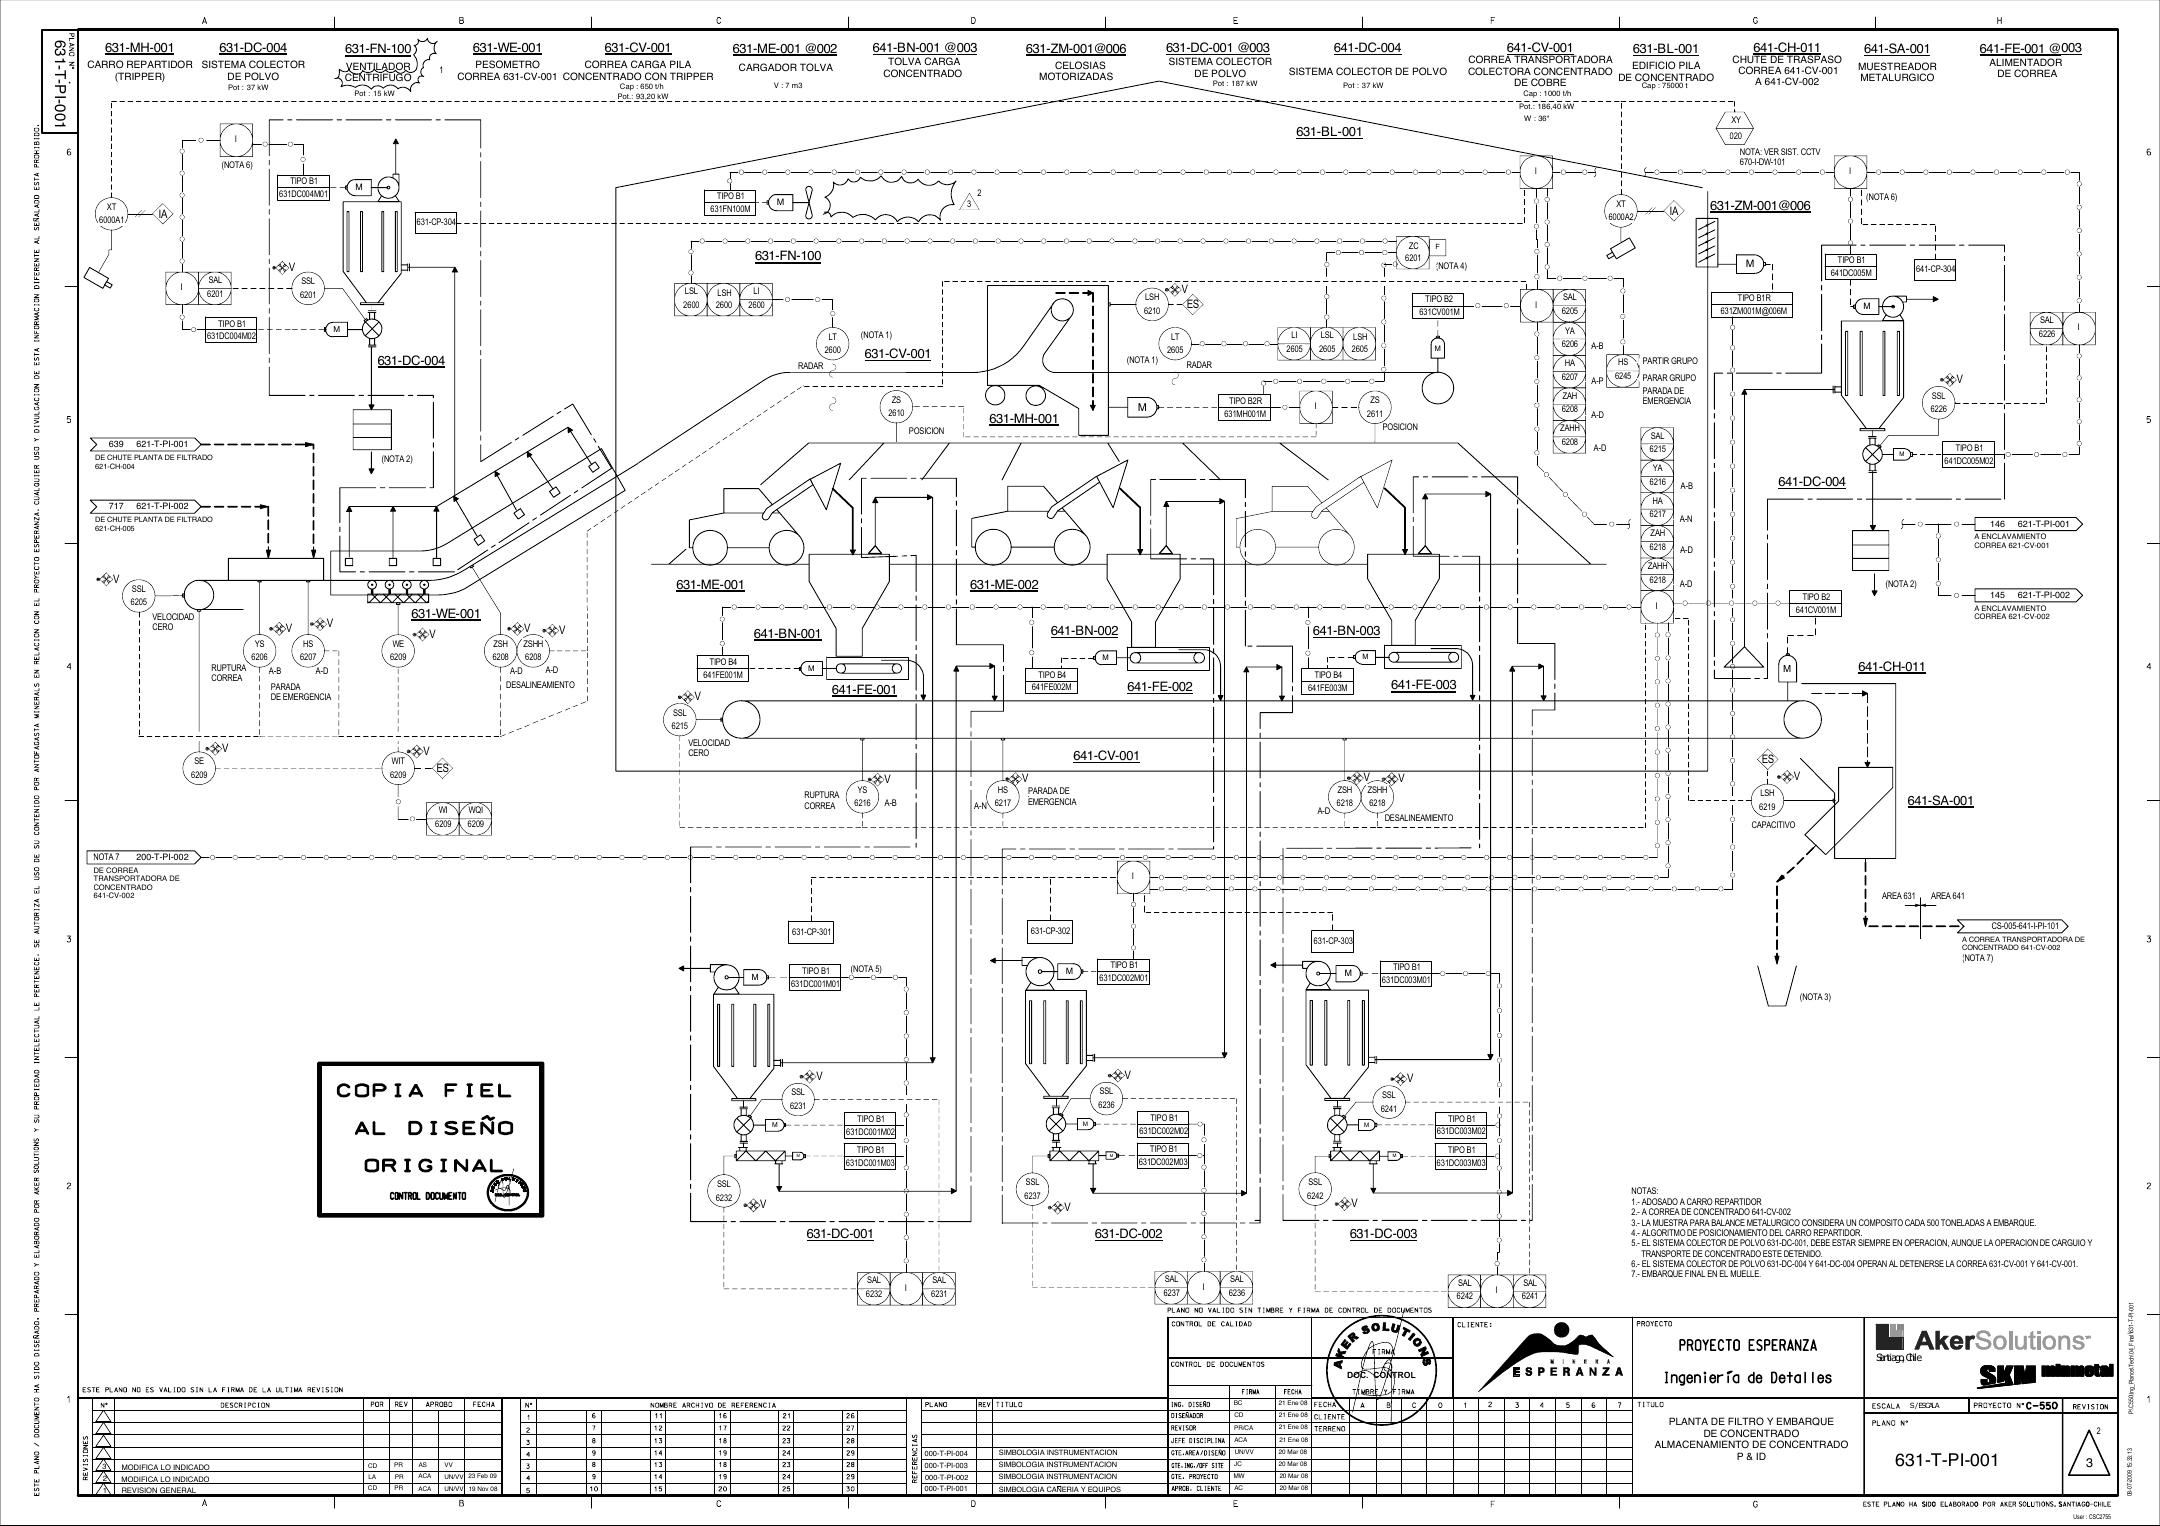 A B C D E F G H
PLANO N°.
631-T-PI-001
631-MH-001
CARRO REPARTIDOR
(TRIPPER)
631-DC-004
SISTEMA COLECTOR
DE POLVO
Pot : 37 kW
631-FN-100
VENTILADOR
CENTRIFUGO
Pot : 15 kW
1
631-WE-001
PESOMETRO
CORREA 631-CV-001
631-CV-001
CORREA CARGA PILA
CONCENTRADO CON TRIPPER
Cap : 650 t/h
Pot.: 93,20 kW
631-ME-001 @002
CARGADOR TOLVA
V : 7 m3
641-BN-001 @003
TOLVA CARGA
CONCENTRADO
631-ZM-001@006
CELOSIAS
MOTORIZADAS
631-DC-001 @003
SISTEMA COLECTOR
DE POLVO
Pot : 187 kW
641-DC-004
SISTEMA COLECTOR DE POLVO
Pot : 37 kW
641-CV-001
CORREA TRANSPORTADORA
COLECTORA CONCENTRADO
DE COBRE
Cap : 1000 t/h
Pot.: 186,40 kW
W : 36"
631-BL-001
EDIFICIO PILA
DE CONCENTRADO
Cap : 75000 t
641-CH-011
CHUTE DE TRASPASO
CORREA 641-CV-001
A 641-CV-002
641-SA-001
MUESTREADOR
METALURGICO
641-FE-001 @003
ALIMENTADOR
DE CORREA
631-BL-001
XY
020
NOTA: VER SIST. CCTV
670-I-DW-101
6
6
I
(NOTA 6)
TIPO B1
631DC004M01
M
XT
6000A1
IA
631-CP-304
TIPO B1
631FN100M
M
2
3
I
XT
6000A2
IA
631-ZM-001@006
I
(NOTA 6)
631-FN-100
ZC
6201
F
(NOTA 4)
M
TIPO B1
641DC005M
641-CP-304
I
SAL
6201
SSL
6201
V
LSL
2600
LSH
2600
LI
2600
LSH
6210
V
ES
TIPO B2
631CV001M
I
SAL
6205
TIPO B1R
631ZM001M@006M
M
TIPO B1
631DC004M02
M
LT
2600
(NOTA 1)
RADAR
631-CV-001
(NOTA 1)
LT
2605
RADAR
LI
2605
LSL
2605
LSH
2605
M
YA
6206
A-B
HA
6207
A-P
ZAH
6208
A-D
ZAHH
6208
A-D
HS
6245
PARTIR GRUPO
PARAR GRUPO
PARADA DE
EMERGENCIA
SAL
6226
I
631-DC-004
5
5
ZS
2610
POSICION
631-MH-001
M
TIPO B2R
631MH001M
I
ZS
2611
POSICION
SSL
6226
V
(NOTA 2)
639 621-T-PI-001
DE CHUTE PLANTA DE FILTRADO
621-CH-004
717 621-T-PI-002
DE CHUTE PLANTA DE FILTRADO
621-CH-005
M
TIPO B1
641DC005M02
641-DC-004
SAL
6215
YA
6216
A-B
HA
6217
A-N
ZAH
6218
A-D
ZAHH
6218
A-D
I
146 621-T-PI-001
A ENCLAVAMIENTO
CORREA 621-CV-001
(NOTA 2)
145 621-T-PI-002
A ENCLAVAMIENTO
CORREA 621-CV-002
TIPO B2
641CV001M
V
SSL
6205
VELOCIDAD
CERO
631-WE-001
631-ME-001
631-ME-002
V
YS
6206
RUPTURA
CORREA
A-B
V
HS
6207
A-D
PARADA
DE EMERGENCIA
V
WE
6209
V
ZSH
6208
A-D
V
ZSHH
6208
A-D
DESALINEAMIENTO
641-BN-001
641-BN-002
641-BN-003
TIPO B4
641FE001M
M
641-FE-001
TIPO B4
641FE002M
M
641-FE-002
TIPO B4
641FE003M
M
641-FE-003
4
4
M
641-CH-011
V
SSL
6215
VELOCIDAD
CERO
641-CV-001
V
SE
6209
V
WIT
6209
ES
WI
6209
WQI
6209
RUPTURA
CORREA
YS
6216
V
A-B
A-N
HS
6217
V
PARADA DE
EMERGENCIA
ZSH
6218
V
A-D
ZSHH
6218
V
DESALINEAMIENTO
ES
V
LSH
6219
CAPACITIVO
641-SA-001
NOTA 7 200-T-PI-002
DE CORREA
TRANSPORTADORA DE
CONCENTRADO
641-CV-002
I
AREA 631 AREA 641
CS-005-641-I-PI-101
A CORREA TRANSPORTADORA DE
CONCENTRADO 641-CV-002
(NOTA 7)
(NOTA 3)
3
3
631-CP-301
631-CP-302
631-CP-303
M
TIPO B1
631DC001M01
(NOTA 5)
M
TIPO B1
631DC002M01
M
TIPO B1
631DC003M01
SSL
6231
V
SSL
6236
V
SSL
6241
V
M
TIPO B1
631DC001M02
M
TIPO B1
631DC002M02
M
TIPO B1
631DC003M02
M
TIPO B1
631DC001M03
M
TIPO B1
631DC002M03
M
TIPO B1
631DC003M03
SSL
6232
V
SSL
6237
V
SSL
6242
V
631-DC-001
631-DC-002
631-DC-003
SAL
6232
I
SAL
6231
SAL
6237
I
SAL
6236
SAL
6242
I
SAL
6241
2
2
COPIA FIEL
AL DISEÑO
ORIGINAL
CONTROL DOCUMENTO
NOTAS:
1.- ADOSADO A CARRO REPARTIDOR
2.- A CORREA DE CONCENTRADO 641-CV-002
3.- LA MUESTRA PARA BALANCE METALURGICO CONSIDERA UN COMPOSITO CADA 500 TONELADAS A EMBARQUE.
4.- ALGORITMO DE POSICIONAMIENTO DEL CARRO REPARTIDOR.
5.- EL SISTEMA COLECTOR DE POLVO 631-DC-001, DEBE ESTAR SIEMPRE EN OPERACION, AUNQUE LA OPERACION DE CARGUIO Y
TRANSPORTE DE CONCENTRADO ESTE DETENIDO.
6.- EL SISTEMA COLECTOR DE POLVO 631-DC-004 Y 641-DC-004 OPERAN AL DETENERSE LA CORREA 631-CV-001 Y 641-CV-001.
7.- EMBARQUE FINAL EN EL MUELLE.
PLANO NO VALIDO SIN TIMBRE Y FIRMA DE CONTROL DE DOCUMENTOS
CONTROL DE CALIDAD
CONTROL DE DOCUMENTOS
AKER SOLUTIONS
FIRMA
DOC. CONTROL
TIMBRE Y FIRMA
CLIENTE:
MINERA
ESPERANZA
PROYECTO
PROYECTO ESPERANZA
Ingeniería de Detalles
AkerSolutions
Santiago, Chile
SKM minmetal
ESTE PLANO NO ES VALIDO SIN LA FIRMA DE LA ULTIMA REVISION
1
1
REVISIONES
N° DESCRIPCION POR REV APROBO FECHA
3 MODIFICA LO INDICADO CD PR AS VV
2 MODIFICA LO INDICADO LA PR ACA UN/VV 23 Feb 09
1 REVISION GENERAL CD PR ACA UN/VV 19 Nov 08
N° NOMBRE ARCHIVO DE REFERENCIA
1 6 11 16 21 26
2 7 12 17 22 27
3 8 13 18 23 28
4 9 14 19 24 29
3 8 13 18 23 28
4 9 14 19 24 29
5 10 15 20 25 30
REFERENCIAS
PLANO REV TITULO
000-T-PI-004 SIMBOLOGIA INSTRUMENTACION
000-T-PI-003 SIMBOLOGIA INSTRUMENTACION
000-T-PI-002 SIMBOLOGIA INSTRUMENTACION
000-T-PI-001 SIMBOLOGIA CAÑERIA Y EQUIPOS
FIRMA FECHA
ING. DISEÑO BC 21 Ene 08
DISEÑADOR CD 21 Ene 08
REVISOR PR/CA 21 Ene 08
JEFE DISCIPLINA ACA 21 Ene 08
GTE.AREA/DISEÑO UN/VV 20 Mar 08
GTE.ING./OFF SITE JC 20 Mar 08
GTE. PROYECTO MW 20 Mar 08
APROB. CLIENTE AC 20 Mar 08
FECHA A B C 0 0 1 2 3 4 5 6 7
CLIENTE
TERRENO
TITULO
PLANTA DE FILTRO Y EMBARQUE
DE CONCENTRADO
ALMACENAMIENTO DE CONCENTRADO
P & ID
ESCALA S/ESCALA PROYECTO N°C-550 REVISION
PLANO N°
631-T-PI-001
2
3
A B C D E F G
ESTE PLANO HA SIDO ELABORADO POR AKER SOLUTIONS. SANTIAGO-CHILE
User : CSC2755
08-07-2009 15:33:13
ESTE PLANO / DOCUMENTO HA SIDO DISEÑADO, PREPARADO Y ELABORADO POR AKER SOLUTIONS Y SU PROPIEDAD INTELECTUAL LE PERTENECE. SE AUTORIZA EL USO DE SU CONTENIDO POR ANTOFAGASTA MINERALS EN RELACION CON EL PROYECTO ESPERANZA. CUALQUIER USO Y DIVULGACION DE ESTA INFORMACION DIFERENTE AL SEÑALADO ESTA PROHIBIDO.